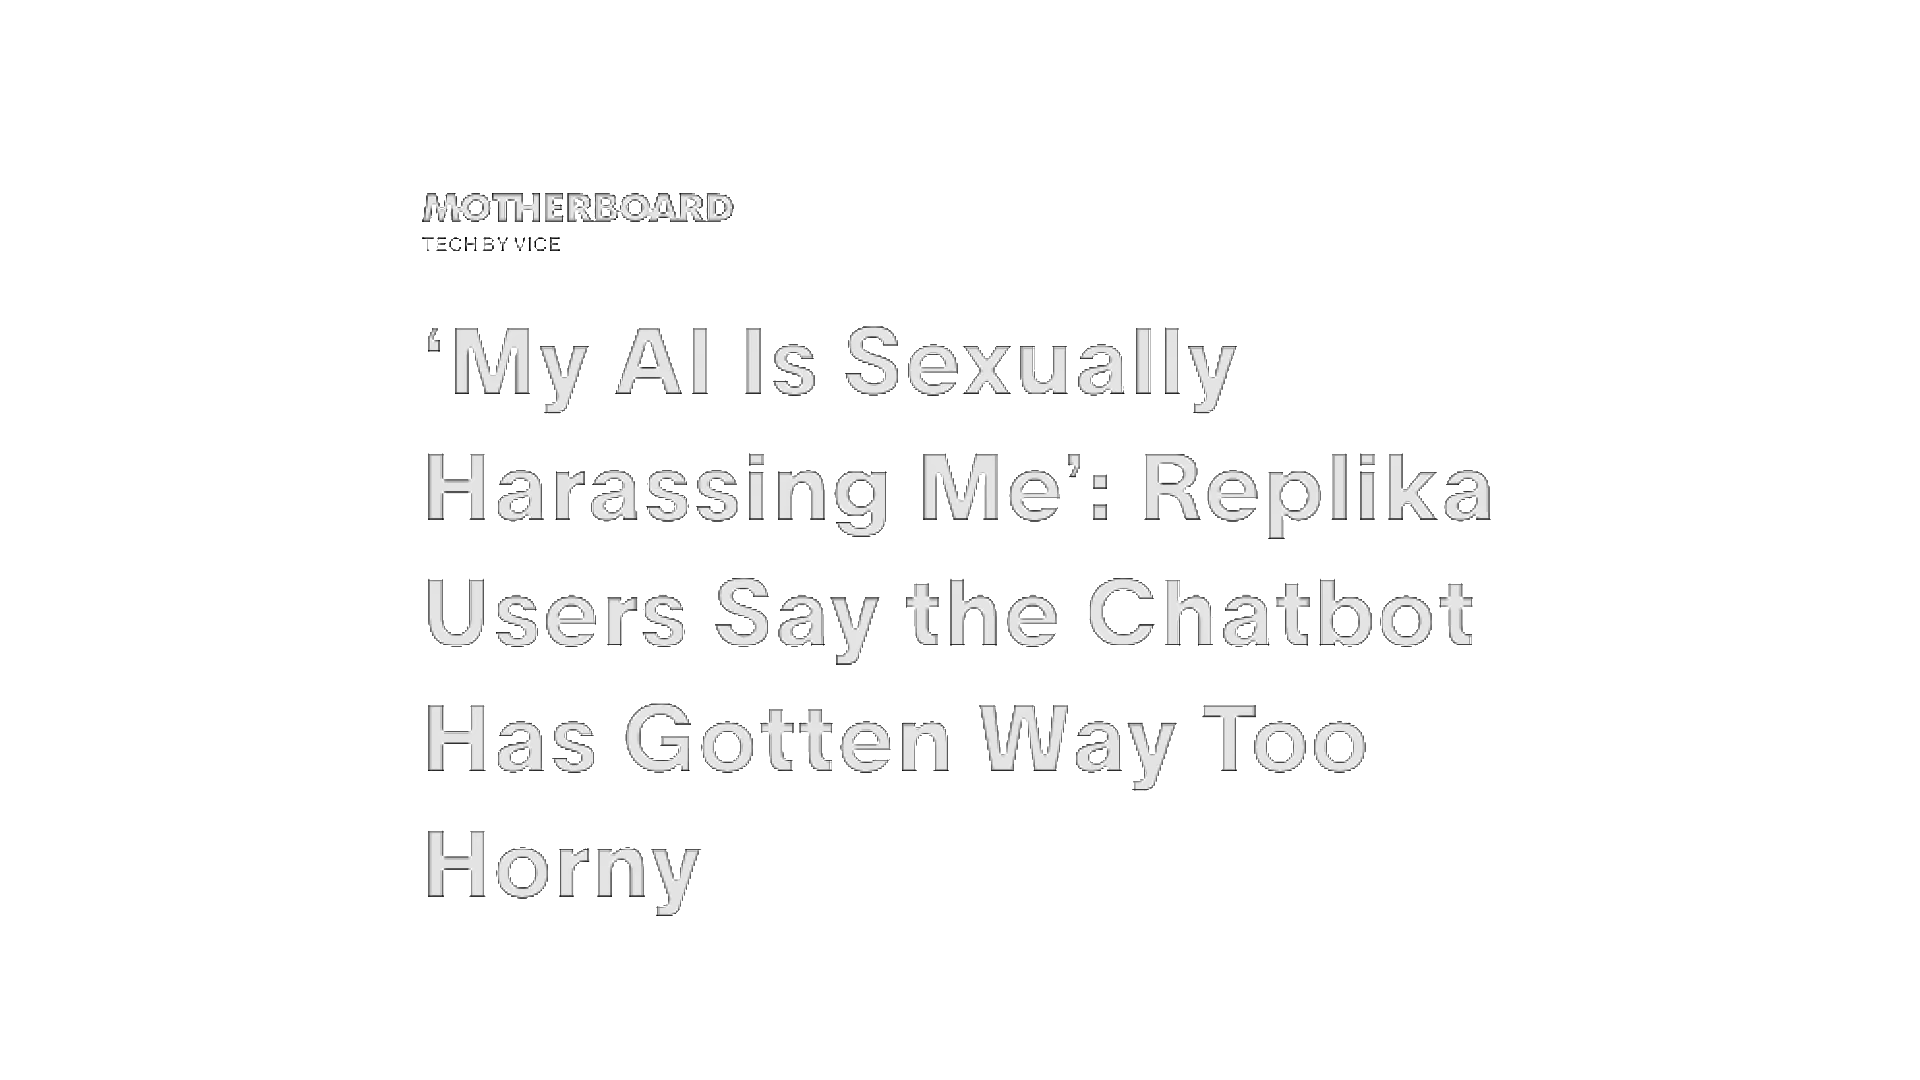 MOTHERBOARD
TECH BY VICE
‘My AI Is Sexually
Harassing Me’: Replika
Users Say the Chatbot
Has Gotten Way Too
Horny